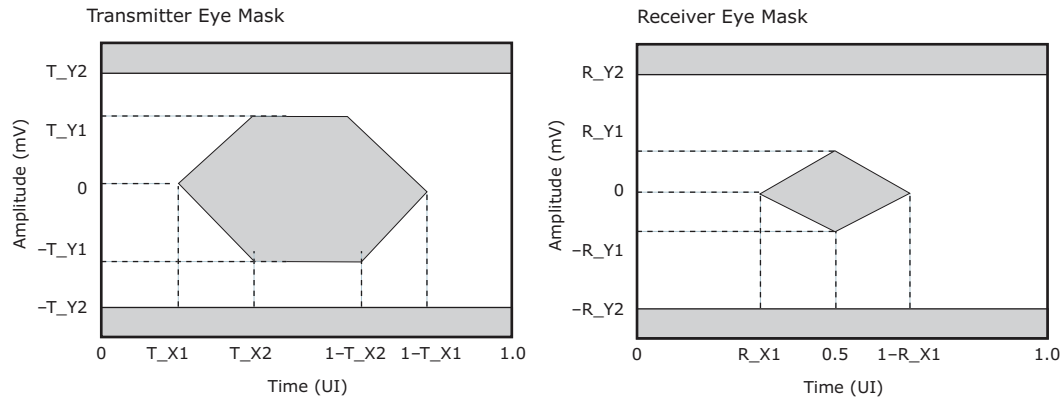 Transmitter Eye Mask
T_Y2
T_Y1
0
–T_Y1
–T_Y2
Amplitude (mV)
0
T_X1
T_X2
1–T_X2
1–T_X1
1.0
Time (UI)
Receiver Eye Mask
R_Y2
R_Y1
0
–R_Y1
–R_Y2
Amplitude (mV)
0
R_X1
0.5
1–R_X1
1.0
Time (UI)